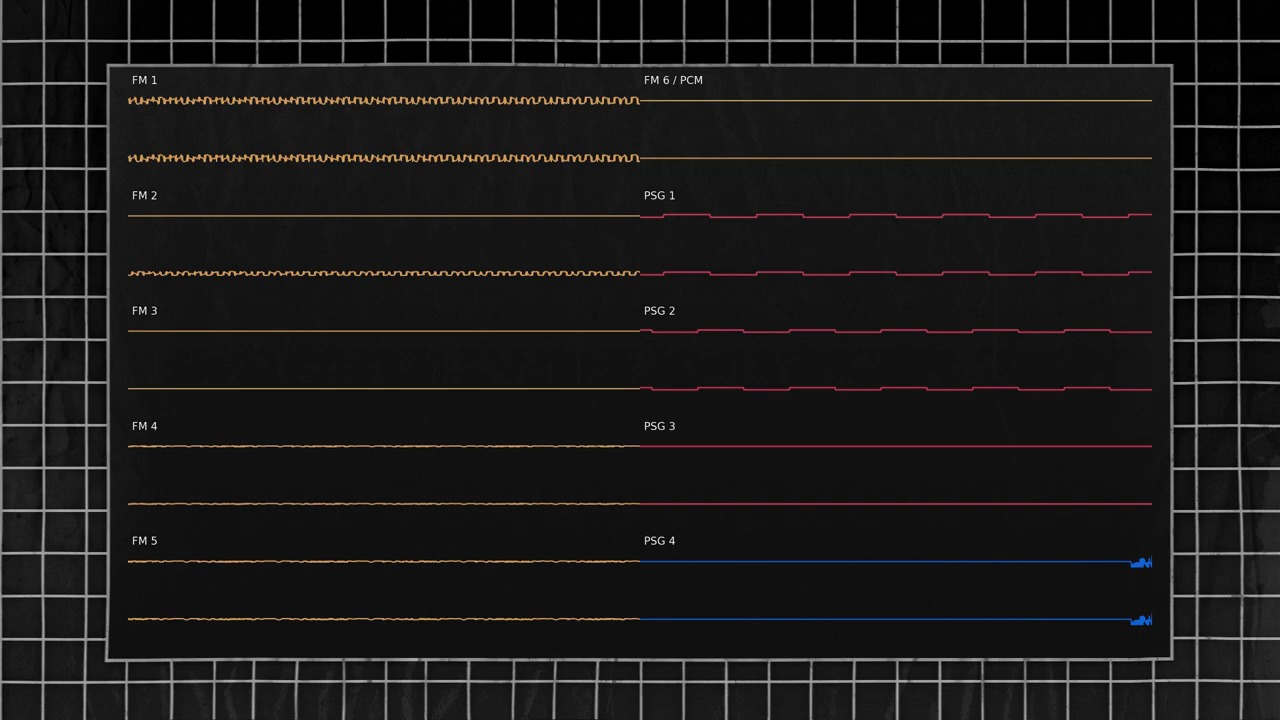 FM 1
FM 6 / PCM
FM 2
PSG 1
FM 3
PSG 2
FM 4
PSG 3
FM 5
PSG 4